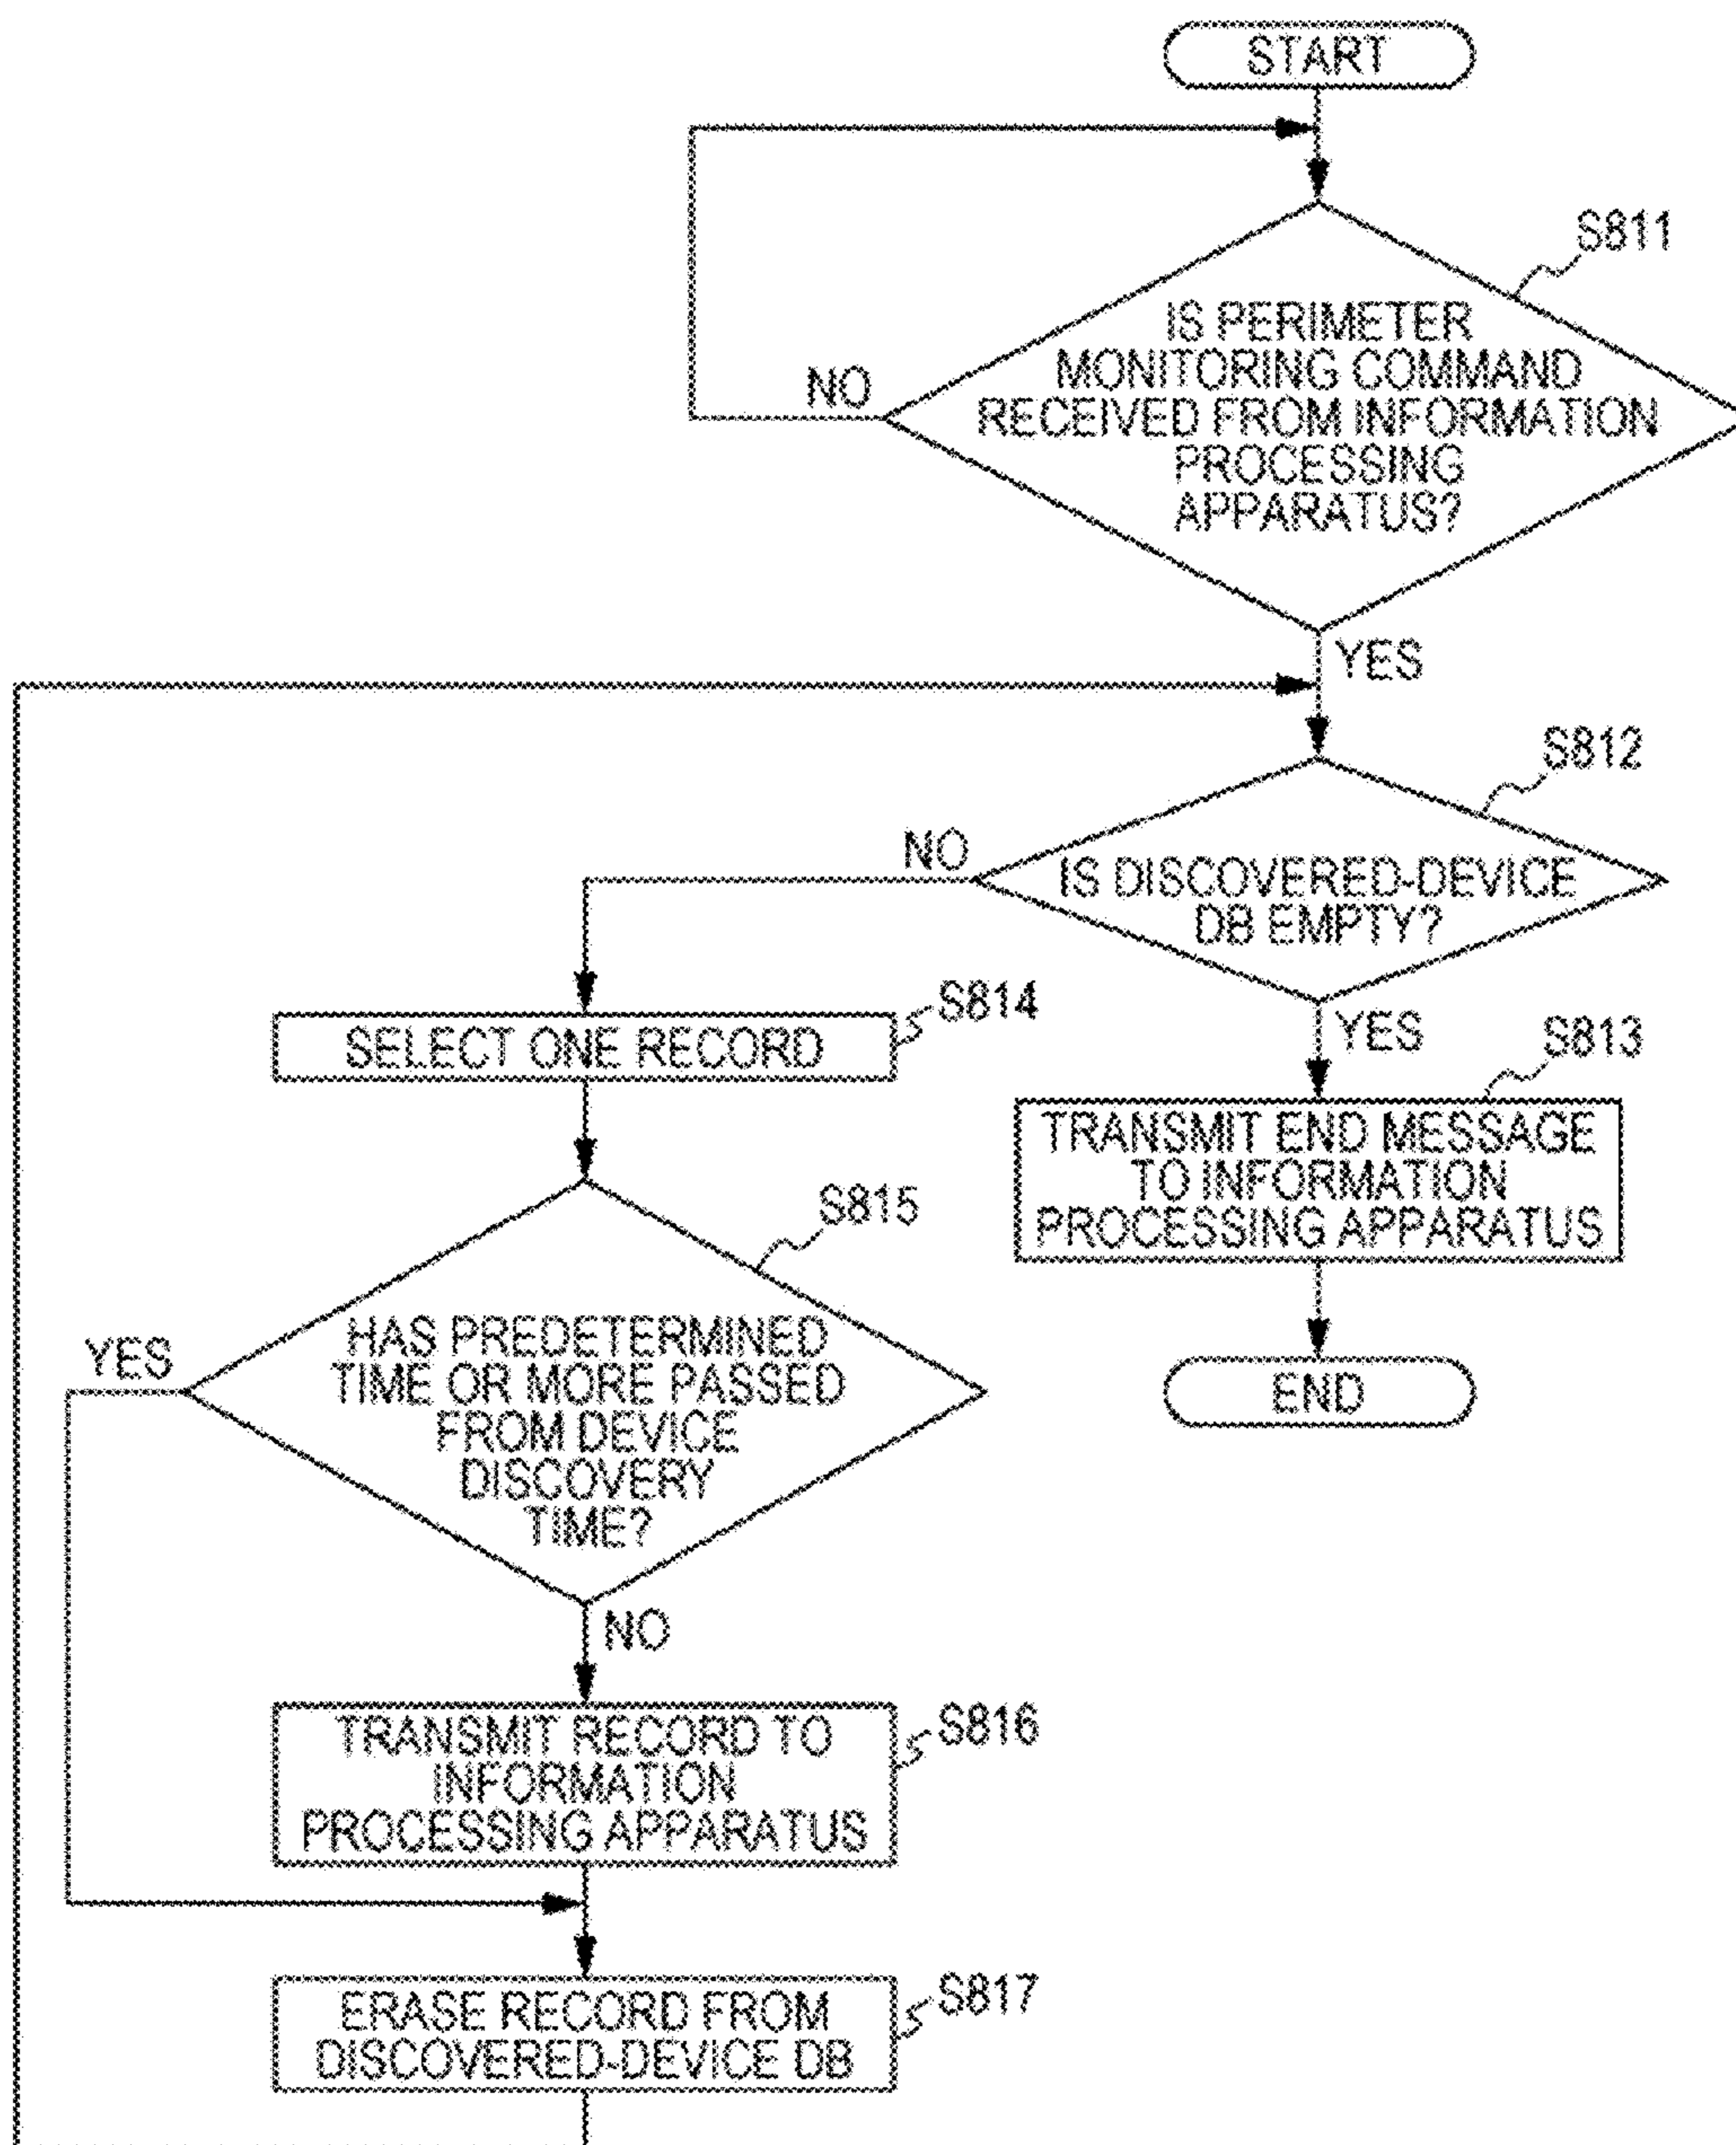 START
S811
IS PERIMETER
MONITORING COMMAND
RECEIVED FROM INFORMATION
PROCESSING
APPARATUS?
NO
YES
S812
NO
IS DISCOVERED-DEVICE
DB EMPTY?
YES
S814
SELECT ONE RECORD
S813
TRANSMIT END MESSAGE
TO INFORMATION
PROCESSING APPARATUS
S815
YES
HAS PREDETERMINED
TIME OR MORE PASSED
FROM DEVICE
DISCOVERY
TIME?
END
NO
S816
TRANSMIT RECORD TO
INFORMATION
PROCESSING APPARATUS
S817
ERASE RECORD FROM
DISCOVERED-DEVICE DB